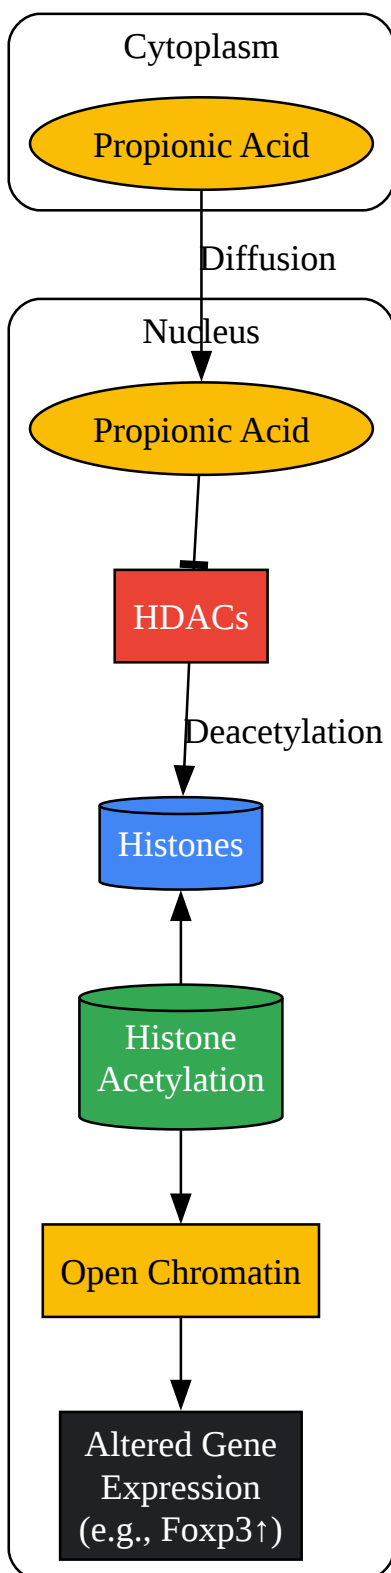 Cytoplasm
Propionic Acid
Diffusion
Nucleus
Propionic Acid
HDACs
Deacetylation
Histones
Histone
Acetylation
Open Chromatin
Altered Gene
Expression
(e.g., Foxp3↑)